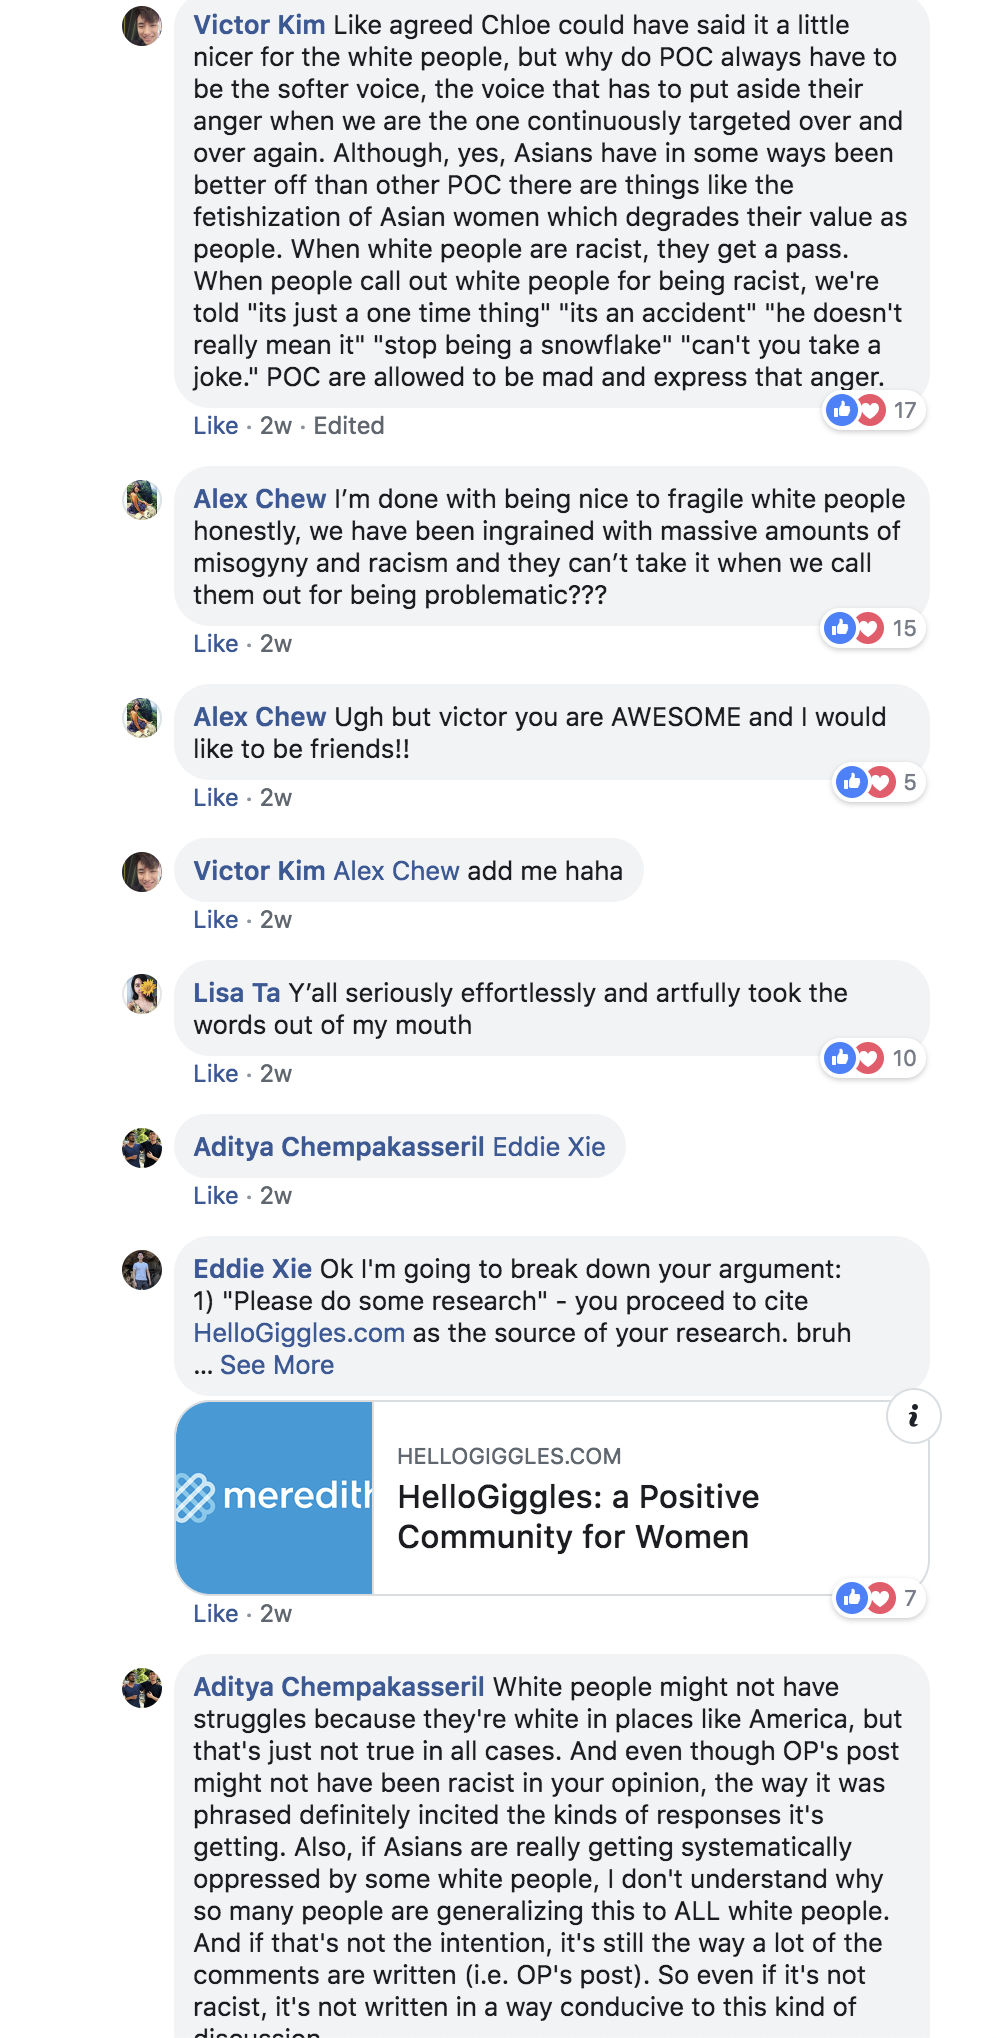 Victor Kim Like agreed Chloe could have said it a little
nicer for the white people, but why do POC always have to
be the softer voice, the voice that has to put aside their
anger when we are the one continuously targeted over and
over again. Although, yes, Asians have in some ways been
better off than other POC there are things like the
fetishization of Asian women which degrades their value as
people. When white people are racist, they get a pass.
When people call out white people for being racist, we're
told "its just a one time thing" "its an accident" "he doesn't
really mean it" "stop being a snowflake" "can't you take a
joke." POC are allowed to be mad and express that anger.
17
Like · 2w · Edited
Alex Chew I’m done with being nice to fragile white people
honestly, we have been ingrained with massive amounts of
misogyny and racism and they can’t take it when we call
them out for being problematic???
15
Like · 2w
Alex Chew Ugh but victor you are AWESOME and I would
like to be friends!!
5
Like · 2w
Victor Kim Alex Chew add me haha
Like · 2w
Lisa Ta Y’all seriously effortlessly and artfully took the
words out of my mouth
10
Like · 2w
Aditya Chempakasseril Eddie Xie
Like · 2w
Eddie Xie Ok I'm going to break down your argument:
1) "Please do some research" - you proceed to cite
HelloGiggles.com as the source of your research. bruh
... See More
i
meredith
HELLOGIGGLES.COM
HelloGiggles: a Positive
Community for Women
7
Like · 2w
Aditya Chempakasseril White people might not have
struggles because they're white in places like America, but
that's just not true in all cases. And even though OP's post
might not have been racist in your opinion, the way it was
phrased definitely incited the kinds of responses it's
getting. Also, if Asians are really getting systematically
oppressed by some white people, I don't understand why
so many people are generalizing this to ALL white people.
And if that's not the intention, it's still the way a lot of the
comments are written (i.e. OP's post). So even if it's not
racist, it's not written in a way conducive to this kind of
discussion